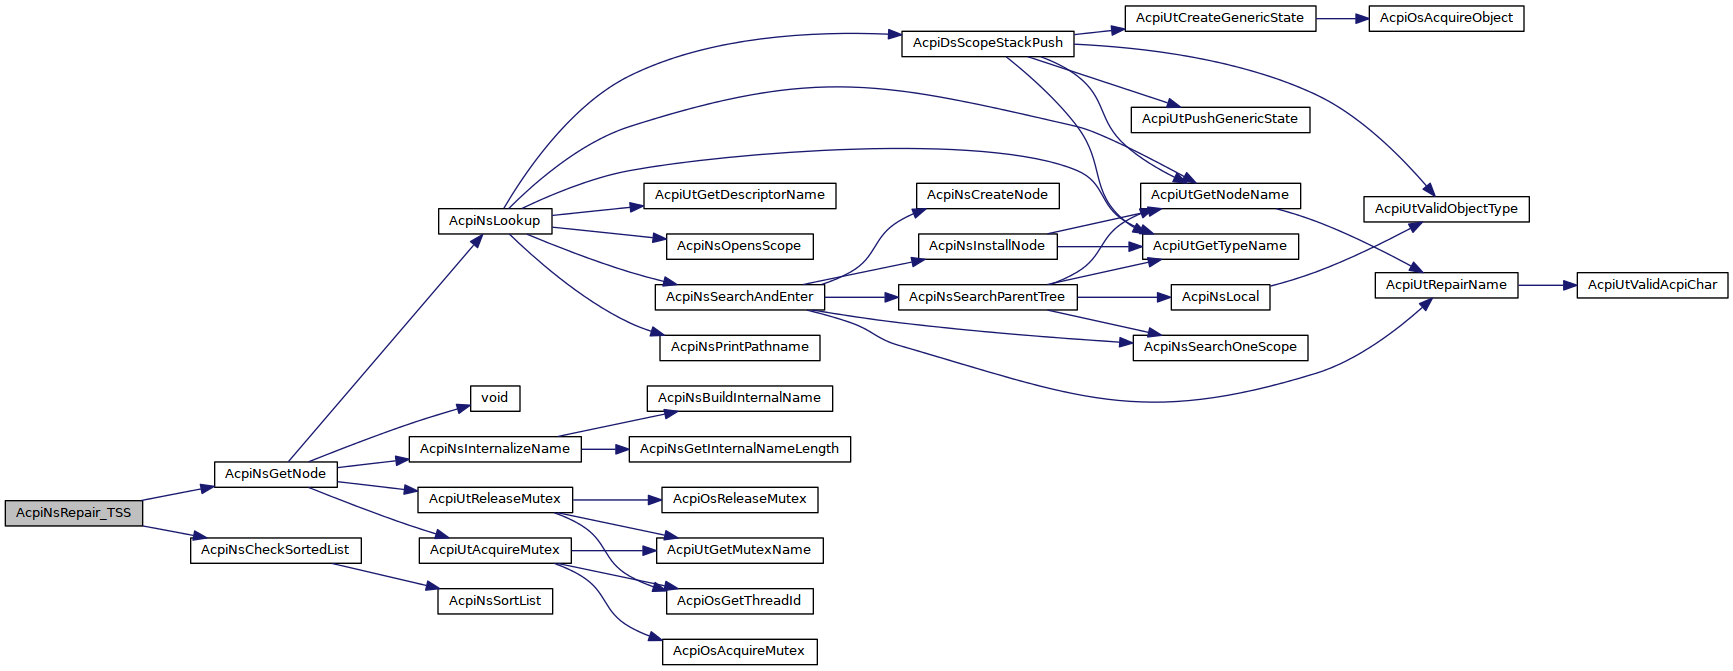 AcpiUtCreateGenericState
AcpiOsAcquireObject
AcpiDsScopeStackPush
AcpiUtPushGenericState
AcpiUtGetDescriptorName
AcpiNsCreateNode
AcpiUtGetNodeName
AcpiUtValidObjectType
AcpiNsLookup
AcpiNsOpensScope
AcpiNsInstallNode
AcpiUtGetTypeName
AcpiUtRepairName
AcpiUtValidAcpiChar
AcpiNsSearchAndEnter
AcpiNsSearchParentTree
AcpiNsLocal
AcpiNsPrintPathname
AcpiNsSearchOneScope
void
AcpiNsBuildInternalName
AcpiNsInternalizeName
AcpiNsGetInternalNameLength
AcpiNsGetNode
AcpiUtReleaseMutex
AcpiOsReleaseMutex
AcpiNsRepair_TSS
AcpiNsCheckSortedList
AcpiUtAcquireMutex
AcpiUtGetMutexName
AcpiNsSortList
AcpiOsGetThreadId
AcpiOsAcquireMutex